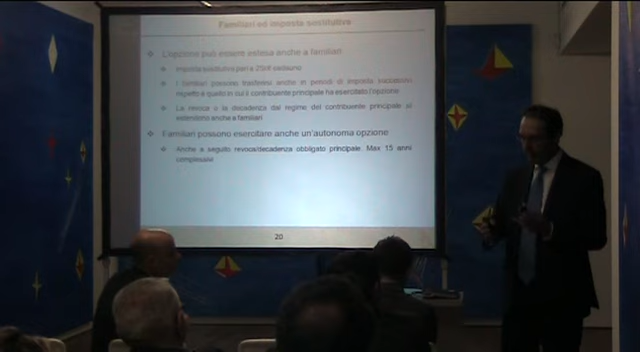 Familiari ed imposta sostitutiva
L'opzione può essere estesa anche a familiari
Imposta sostitutiva pari a 25mil cadauno
I familiari possono trasferirsi anche in periodi di imposta successivo
rispetto a quello in cui il contribuente principale ha esercitato l'opzione
La revoca o la decadenza dal regime del contribuente principale si
estendono anche a familiari
Familiari possono esercitare anche un'autonoma opzione
Anche a seguito revoca/decadenza obbligato principale. Max 15 anni
complessivi
20